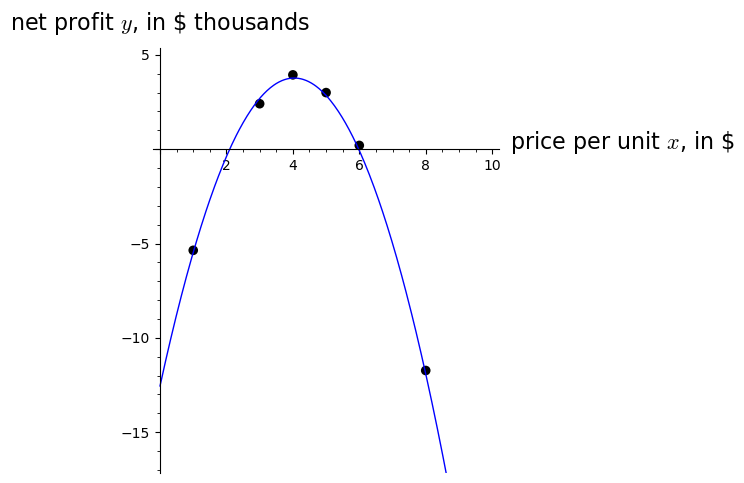 net profit y, in $ thousands
5
price per unit x, in $
2 4 6 8 10
−5
−10
−15